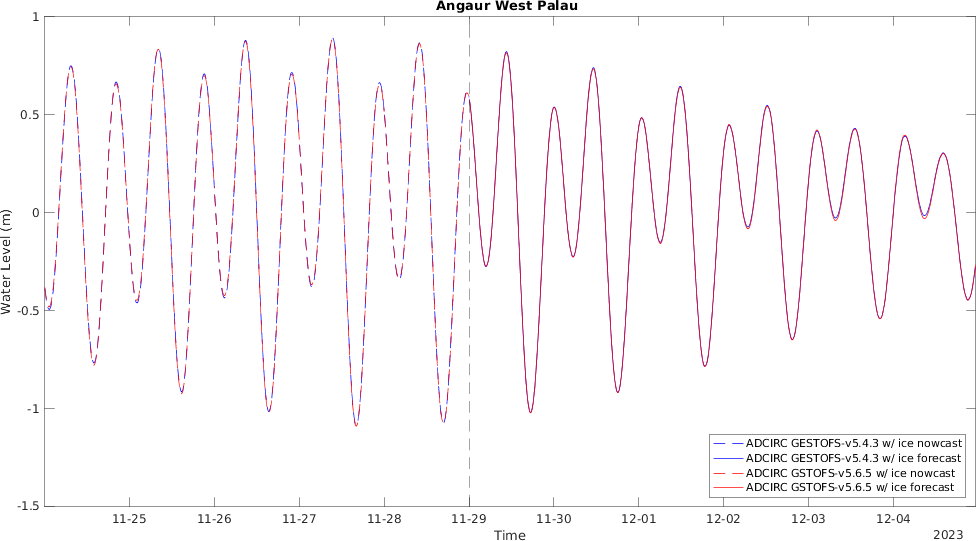 Angaur West Palau
1
0.5
0
-0.5
-1
-1.5
Water Level (m)
11-25 11-26 11-27 11-28 11-29 11-30 12-01 12-02 12-03 12-04
Time
2023
ADCIRC GESTOFS-v5.4.3 w/ ice nowcast
ADCIRC GESTOFS-v5.4.3 w/ ice forecast
ADCIRC GSTOFS-v5.6.5 w/ ice nowcast
ADCIRC GSTOFS-v5.6.5 w/ ice forecast